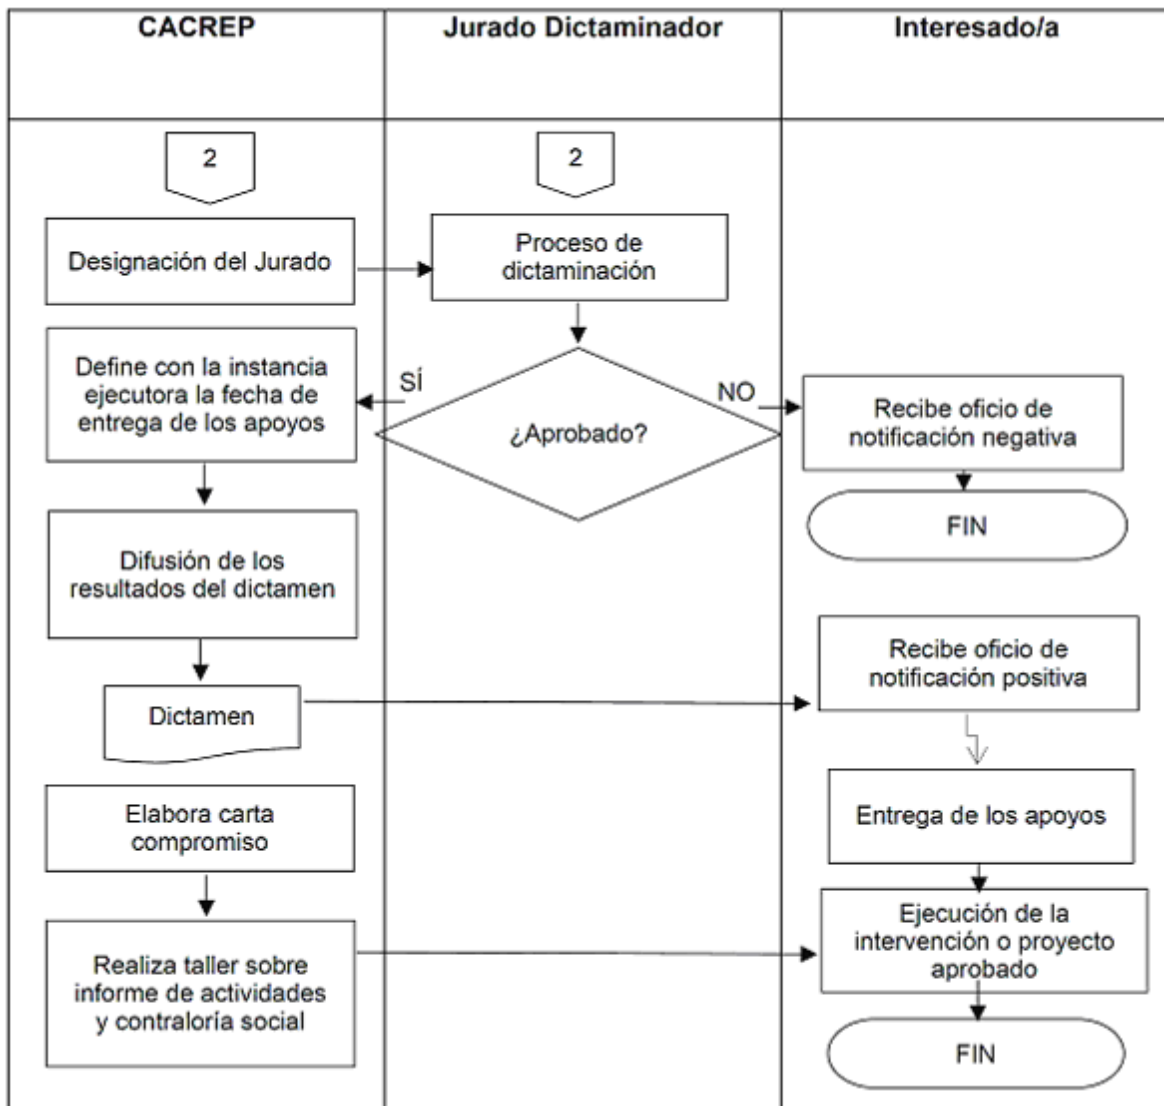 CACREP
Jurado Dictaminador
Interesado/a
2
2
Designación del Jurado
Proceso de
dictaminación
Define con la instancia
ejecutora la fecha de
entrega de los apoyos
SÍ
¿Aprobado?
NO
Recibe oficio de
notificación negativa
FIN
Difusión de los
resultados del dictamen
Recibe oficio de
notificación positiva
Dictamen
Elabora carta
compromiso
Entrega de los apoyos
Realiza taller sobre
informe de actividades
y contraloría social
Ejecución de la
intervención o proyecto
aprobado
FIN